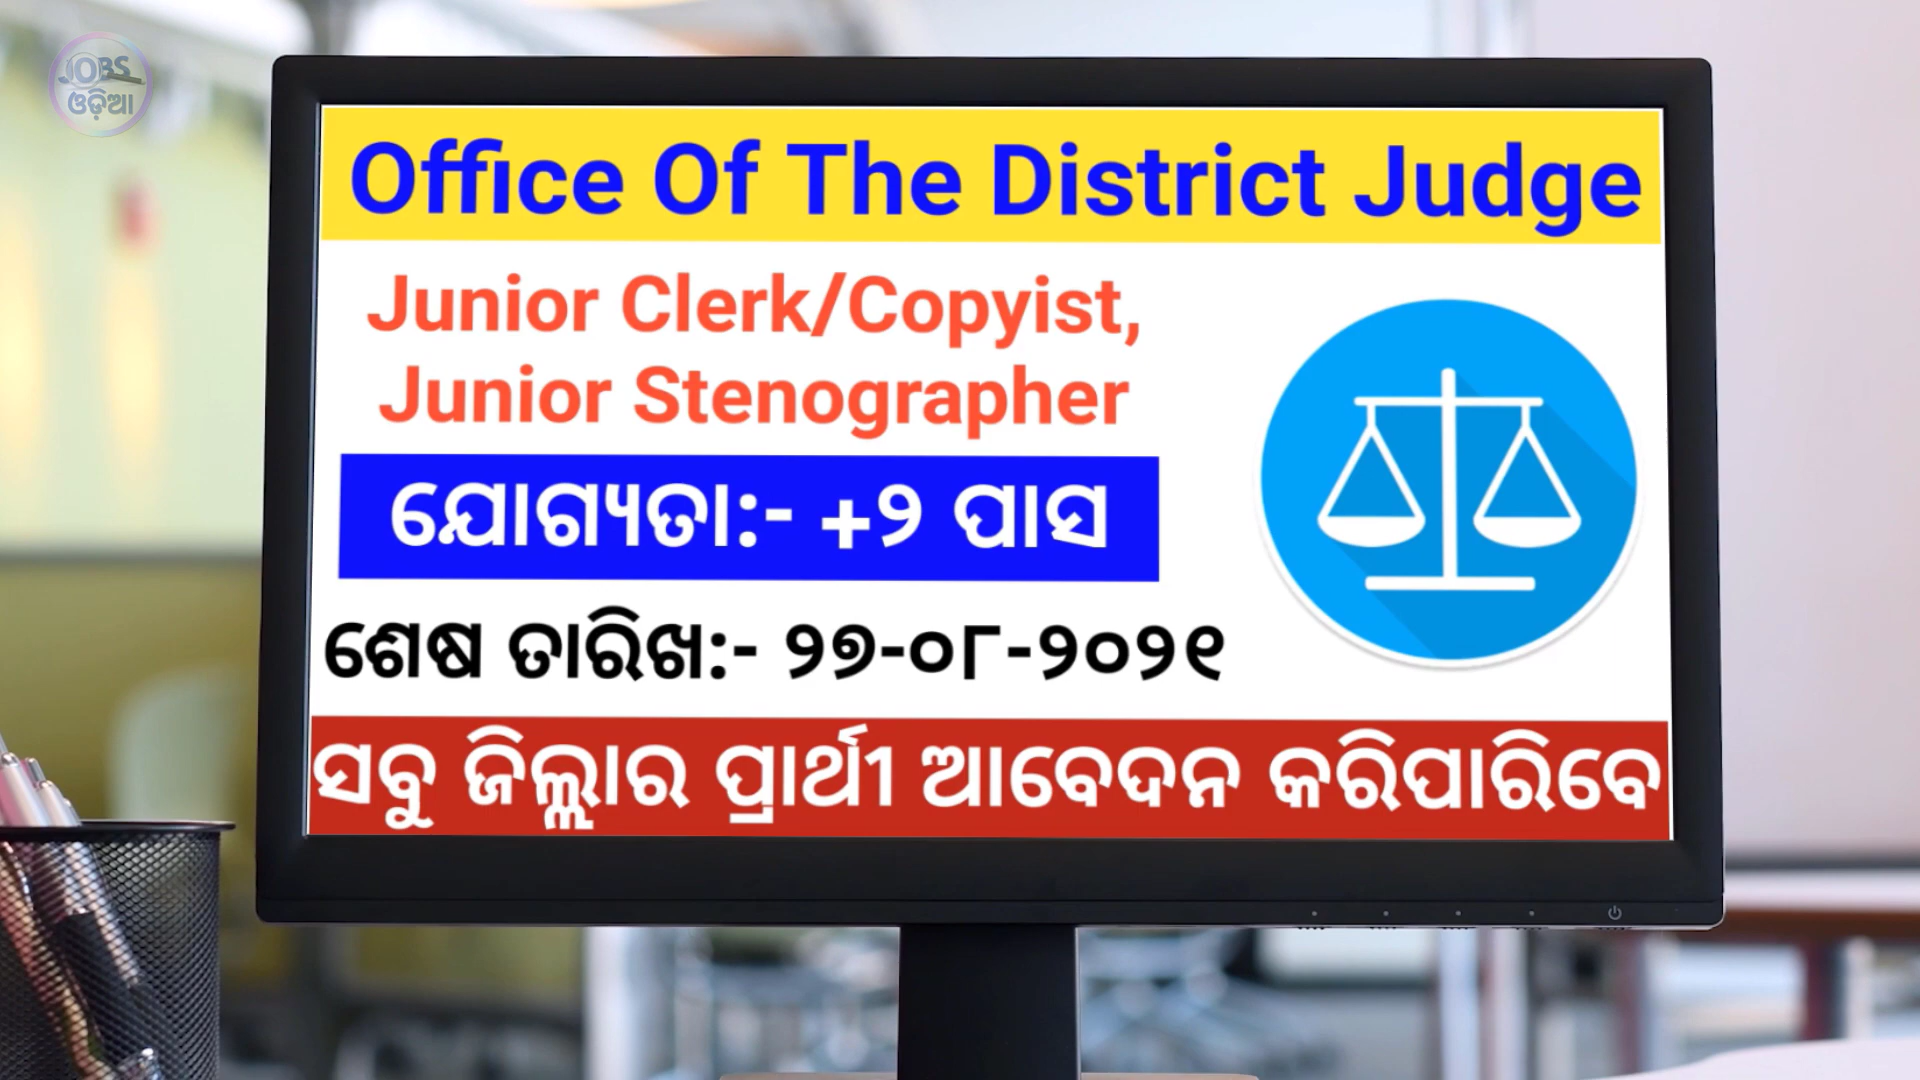 JOBS
ଓଡ଼ିଆ
Office Of The District Judge
Junior Clerk/Copyist,
Junior Stenographer
ଯୋଗ୍ୟତା:- +୨ ପାସ
ଶେଷ ତାରିଖ:- ୨୭-୦୮-୨୦୨୧
ସବୁ ଜିଲ୍ଲାର ପ୍ରାର୍ଥୀ ଆବେଦନ କରିପାରିବେ